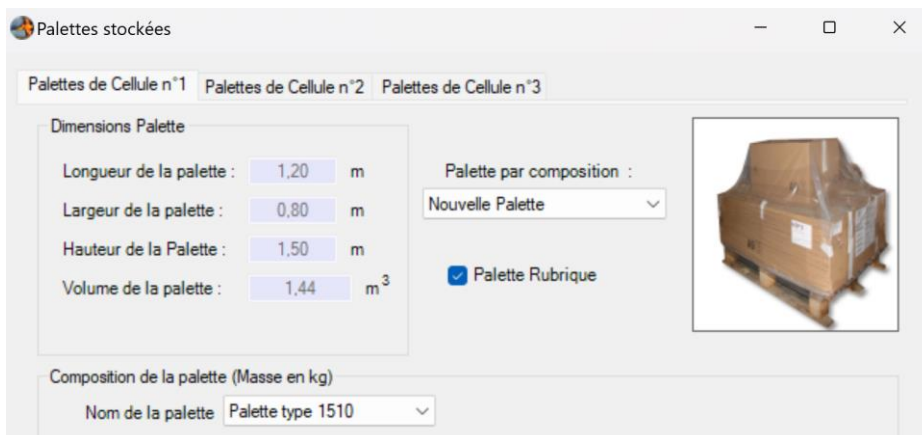 Palettes stockées
Palettes de Cellule n°1 Palettes de Cellule n°2 Palettes de Cellule n°3
Dimensions Palette
Longueur de la palette : 1,20 m
Largeur de la palette : 0,80 m
Hauteur de la Palette : 1,50 m
Volume de la palette : 1,44 m³
Palette par composition :
Nouvelle Palette
Palette Rubrique
Composition de la palette (Masse en kg)
Nom de la palette Palette type 1510